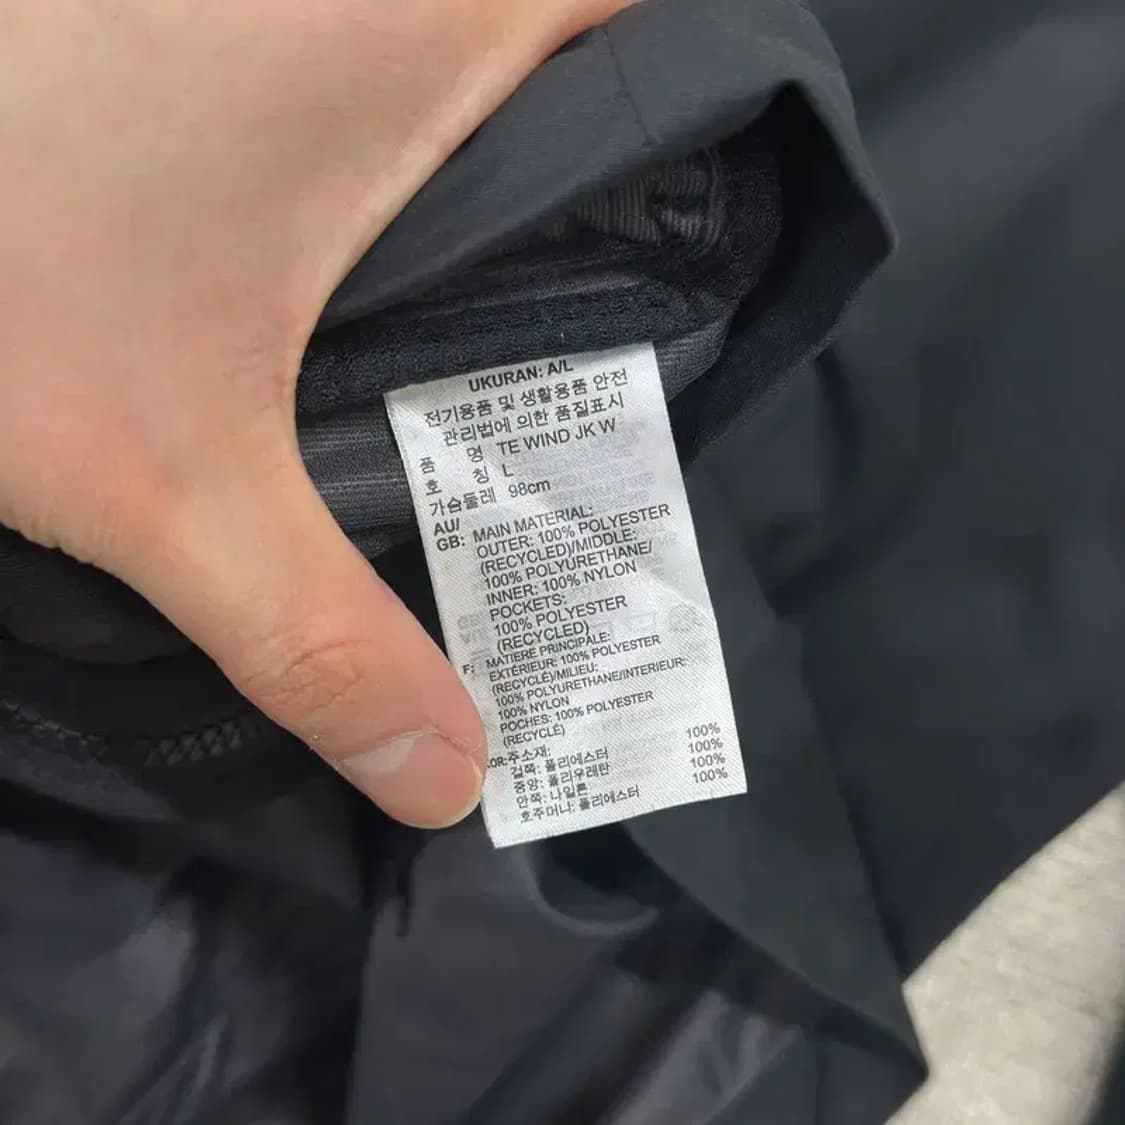 UKURAN: A/L
전기용품 및 생활용품 안전
관리법에 의한 품질표시
품 명 TE WIND JK W
호 칭 L
가슴둘레 98cm
AU/
GB: MAIN MATERIAL:
OUTER: 100% POLYESTER
(RECYCLED)/MIDDLE:
100% POLYURETHANE/
INNER: 100% NYLON
POCKETS:
100% POLYESTER
(RECYCLED)
F: MATIERE PRINCIPALE:
EXTÉRIEUR: 100% POLYESTER
(RECYCLÉ)/MILIEU:
100% POLYURETHANE/INTERIEUR:
100% NYLON
POCHES: 100% POLYESTER
(RECYCLÉ)
KOR: 주소재:
겉쪽: 폴리에스터 100%
중앙: 폴리우레탄 100%
안쪽: 나일론 100%
호주머니: 폴리에스터 100%